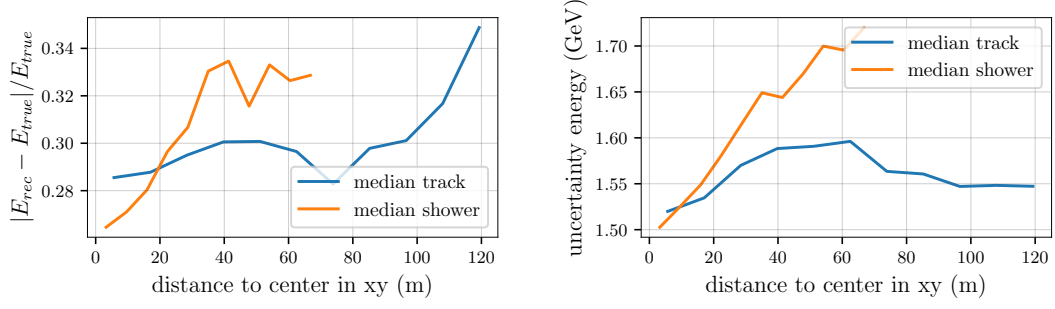 |E_rec − E_true|/E_true
0.34
0.32
0.30
0.28
median track
median shower
0 20 40 60 80 100 120
distance to center in xy (m)
uncertainty energy (GeV)
1.70
1.65
1.60
1.55
1.50
median track
median shower
0 20 40 60 80 100 120
distance to center in xy (m)